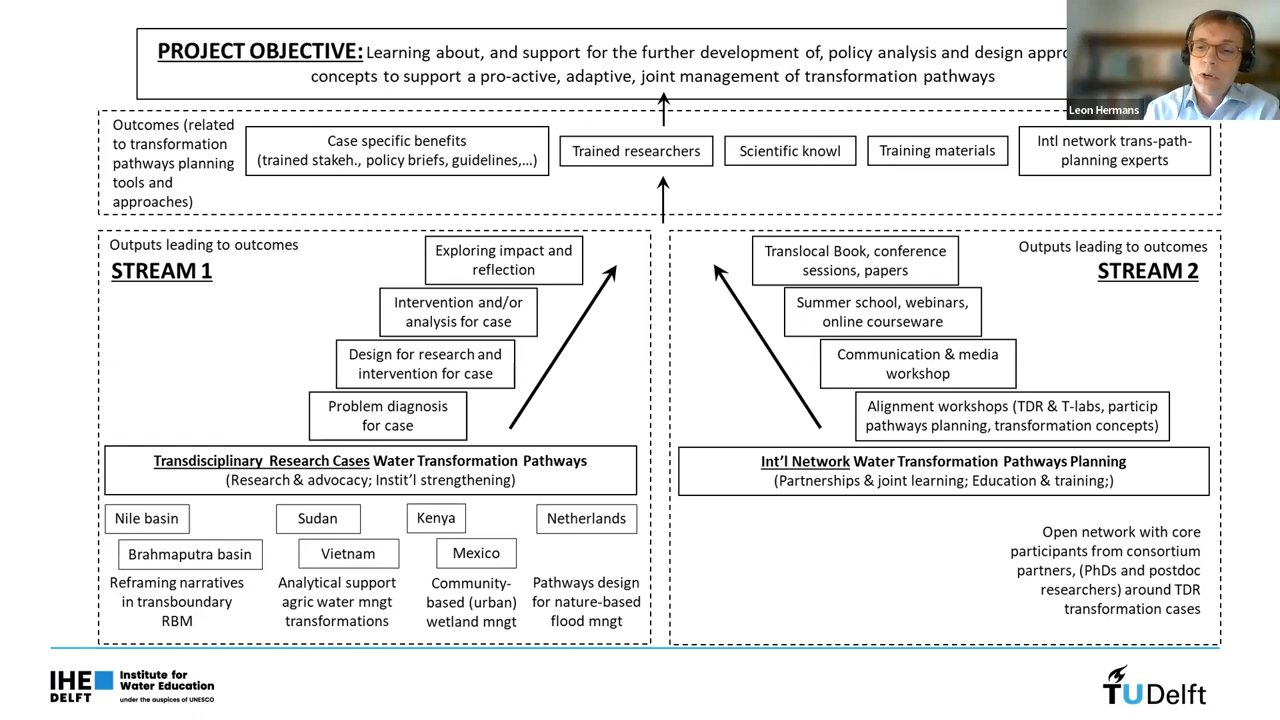 PROJECT OBJECTIVE: Learning about, and support for the further development of, policy analysis and design
concepts to support a pro-active, adaptive, joint management of transformation pathways
Leon Hermans
Outcomes (related
to transformation
pathways planning
tools and
approaches)
Case specific benefits
(trained stakeh., policy briefs, guidelines,...)
Trained researchers
Scientific knowl
Training materials
Intl network trans-path-
planning experts
Outputs leading to outcomes
STREAM 1
Exploring impact and
reflection
Intervention and/or
analysis for case
Design for research and
intervention for case
Problem diagnosis
for case
Transdisciplinary Research Cases Water Transformation Pathways
(Research & advocacy; Instit'l strengthening)
Nile basin
Sudan
Kenya
Netherlands
Brahmaputra basin
Vietnam
Mexico
Reframing narratives
in transboundary
RBM
Analytical support
agric water mngt
transformations
Community-
based (urban)
wetland mngt
Pathways design
for nature-based
flood mngt
Outputs leading to outcomes
STREAM 2
Translocal Book, conference
sessions, papers
Summer school, webinars,
online courseware
Communication & media
workshop
Alignment workshops (TDR & T-labs, particip
pathways planning, transformation concepts)
Int'l Network Water Transformation Pathways Planning
(Partnerships & joint learning; Education & training;)
Open network with core
participants from consortium
partners, (PhDs and postdoc
researchers) around TDR
transformation cases
IHE
DELFT
Institute for
Water Education
under the auspices of UNESCO
TUDelft